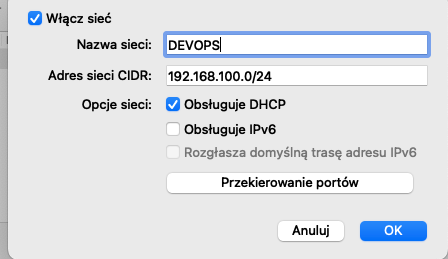 Włącz sieć
Nazwa sieci: DEVOPS
Adres sieci CIDR: 192.168.100.0/24
Opcje sieci: Obsługuje DHCP
Obsługuje IPv6
Rozgłasza domyślną trasę adresu IPv6
Przekierowanie portów
Anuluj OK